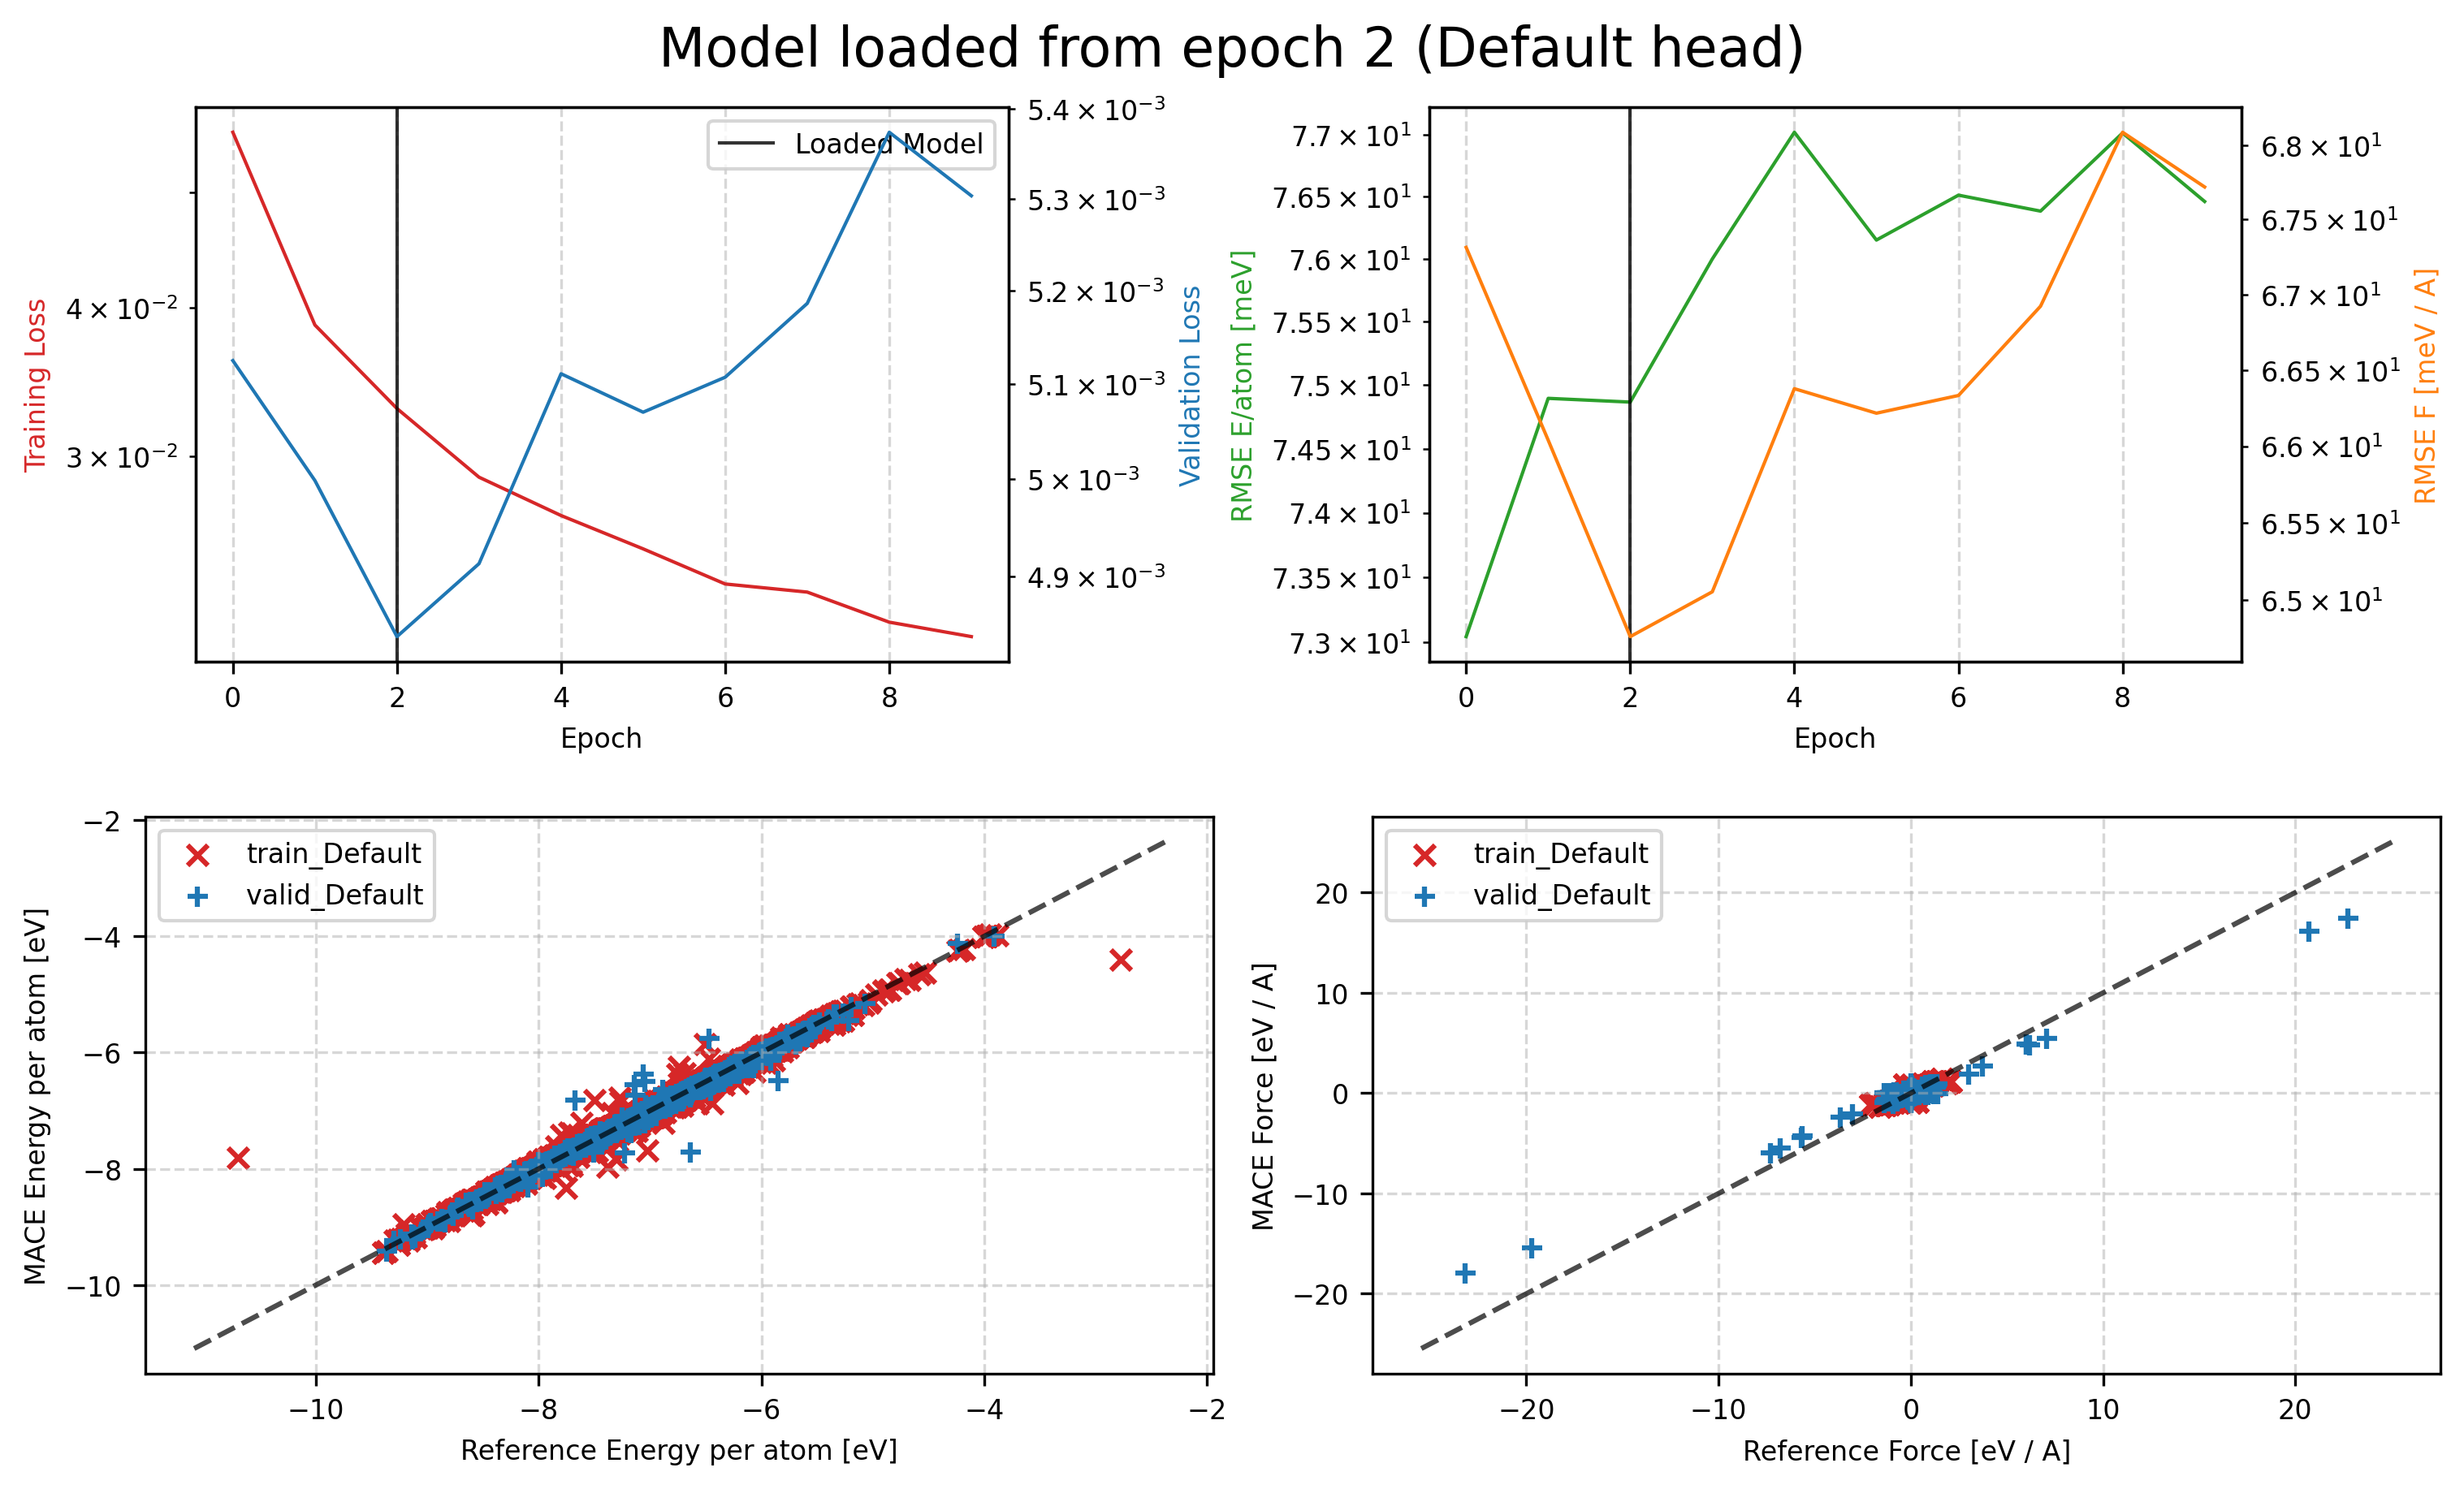 Model loaded from epoch 2 (Default head)
Loaded Model
Training Loss
4 × 10⁻²
3 × 10⁻²
5.4 × 10⁻³
5.3 × 10⁻³
5.2 × 10⁻³
5.1 × 10⁻³
5 × 10⁻³
4.9 × 10⁻³
Validation Loss
0 2 4 6 8
Epoch
RMSE E/atom [meV]
7.7 × 10¹
7.65 × 10¹
7.6 × 10¹
7.55 × 10¹
7.5 × 10¹
7.45 × 10¹
7.4 × 10¹
7.35 × 10¹
7.3 × 10¹
6.8 × 10¹
6.75 × 10¹
6.7 × 10¹
6.65 × 10¹
6.6 × 10¹
6.55 × 10¹
6.5 × 10¹
RMSE F [meV / A]
0 2 4 6 8
Epoch
train_Default
valid_Default
MACE Energy per atom [eV]
−2
−4
−6
−8
−10
−10 −8 −6 −4 −2
Reference Energy per atom [eV]
train_Default
valid_Default
MACE Force [eV / A]
20
10
0
−10
−20
−20 −10 0 10 20
Reference Force [eV / A]